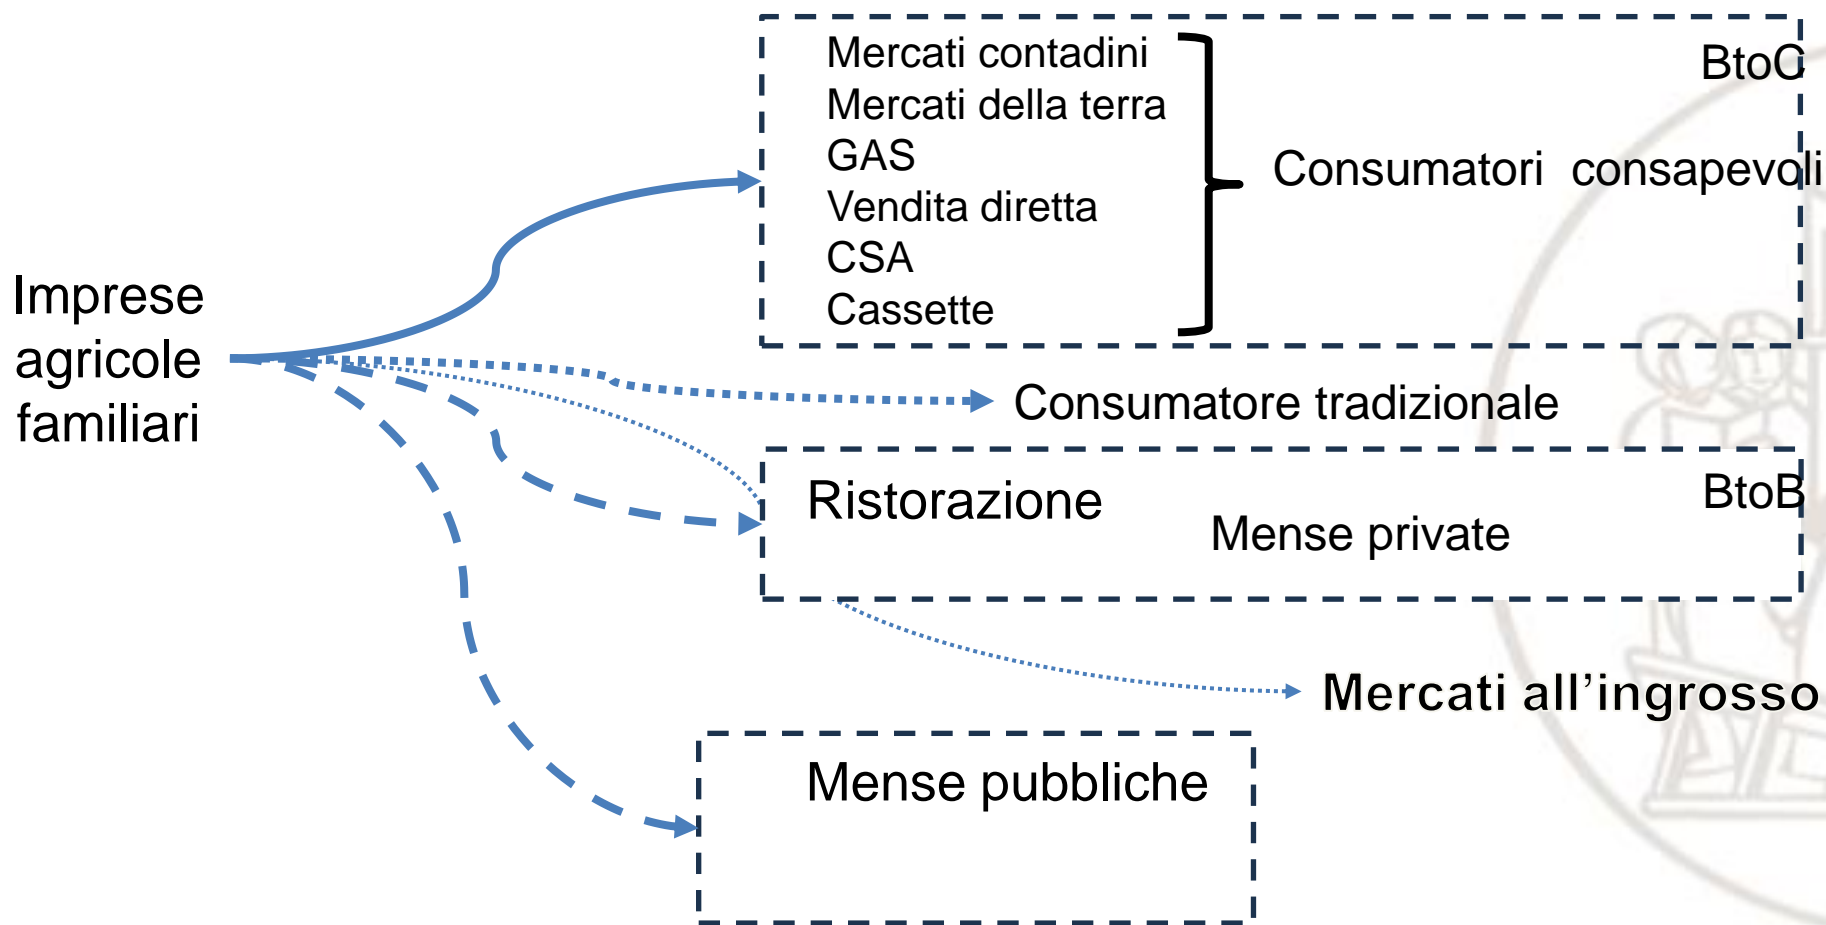 Mercati contadini
Mercati della terra
GAS
Vendita diretta
CSA
Cassette
BtoC
Consumatori consapevoli
Imprese
agricole
familiari
Consumatore tradizionale
Ristorazione
BtoB
Mense private
Mercati all’ingrosso
Mense pubbliche